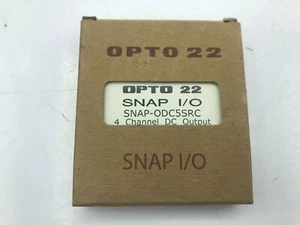 OPTO 22
OPTO 22
SNAP I/O
SNAP-ODC5SRC
4 Channel DC Output
SNAP I/O